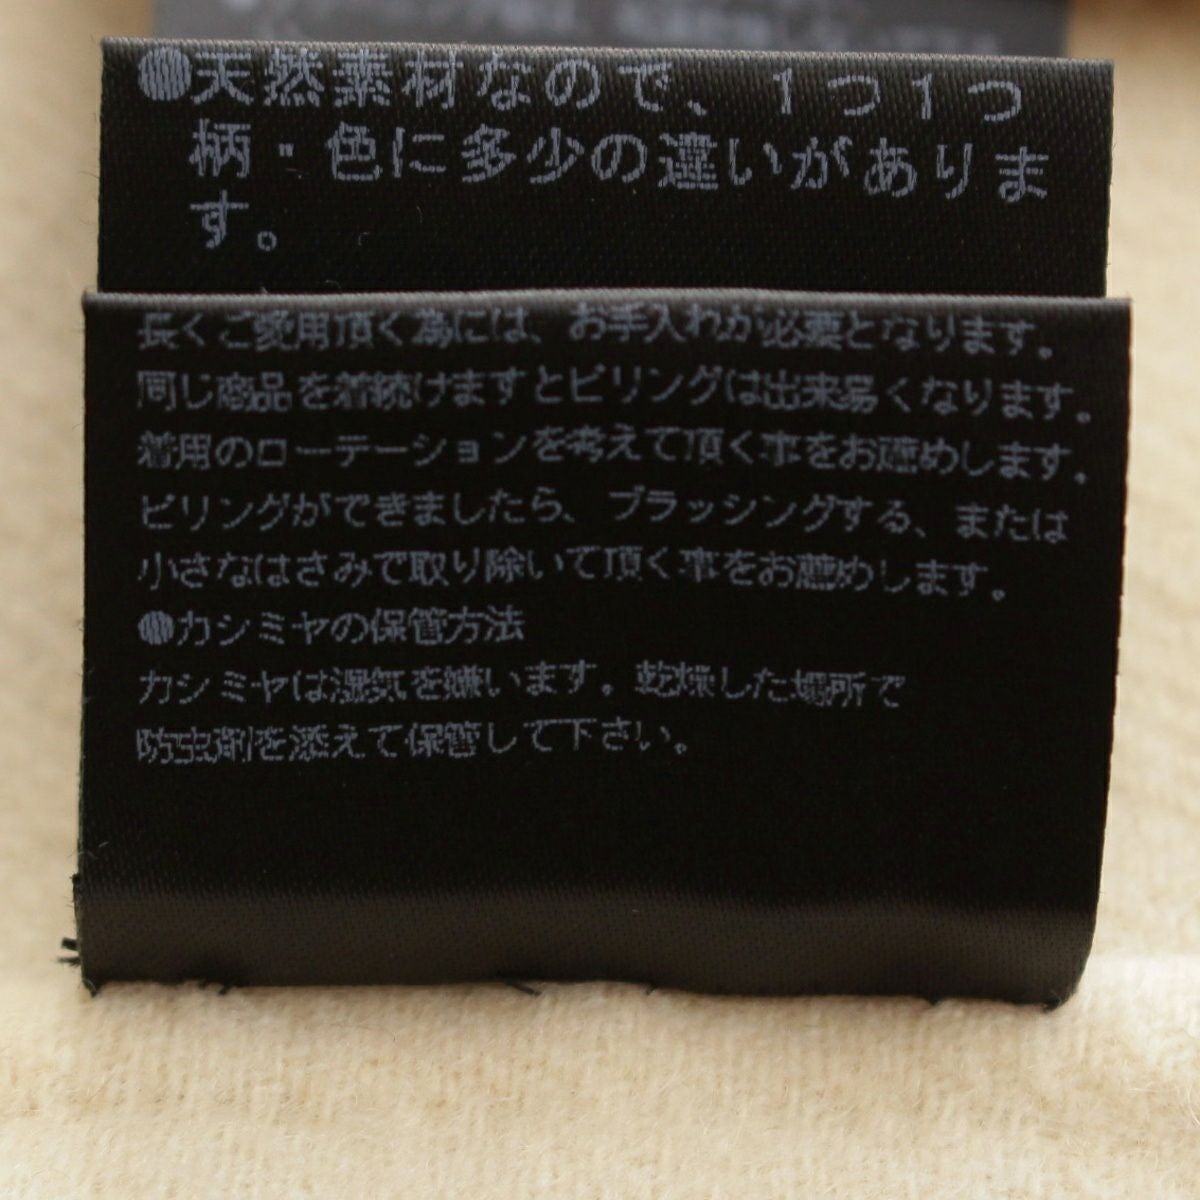 ●天然素材なので、1つ1つ
柄・色に多少の違いがありま
す。
長くご愛用頂く為には、お手入れが必要となります。
同じ商品を着続けますとピリングは出来易くなります。
着用のローテーションを考えて頂く事をお薦めします。
ピリングができましたら、ブラッシングする、または
小さなはさみで取り除いて頂く事をお薦めします。
●カシミヤの保管方法
カシミヤは湿気を嫌います。乾燥した場所で
防虫剤を添えて保管して下さい。